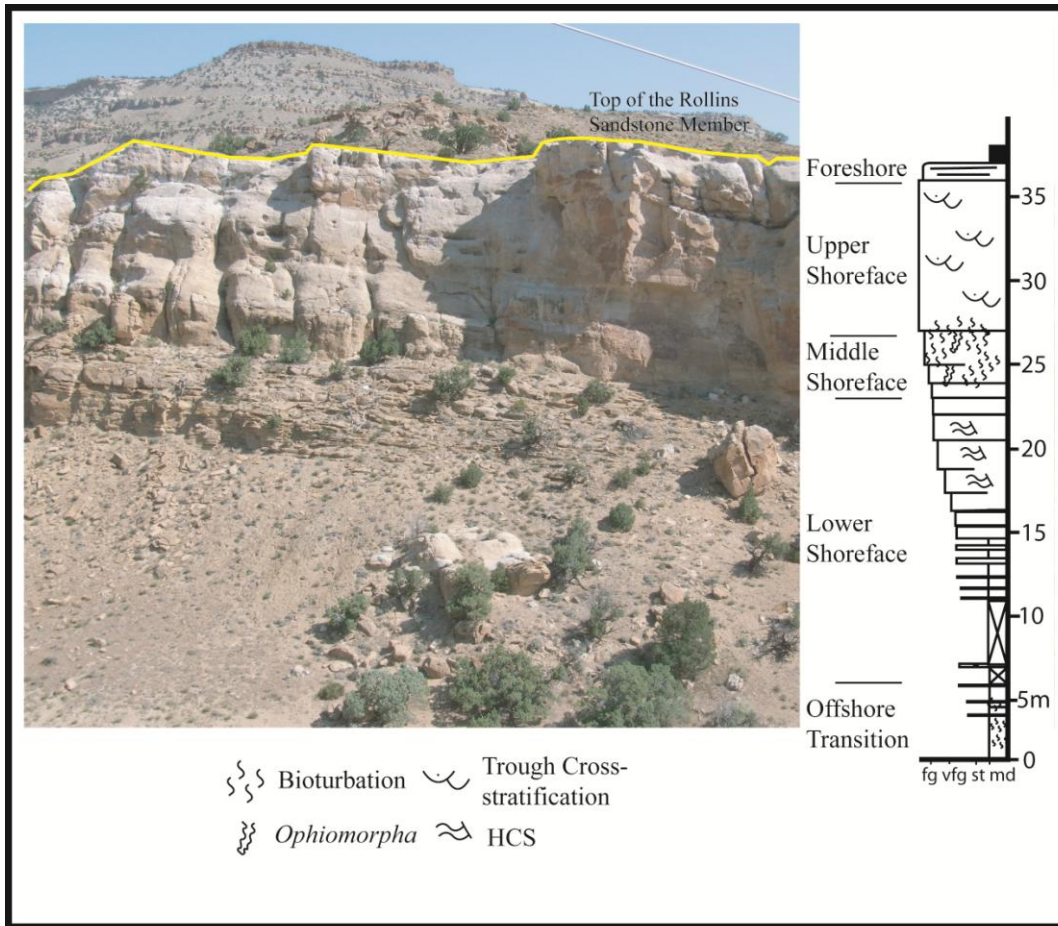 Top of the Rollins
Sandstone Member
Foreshore
Upper
Shoreface
Middle
Shoreface
Lower
Shoreface
Offshore
Transition
35
30
25
20
15
10
5m
0
fg vfg st md
Bioturbation
Trough Cross-
stratification
Ophiomorpha
HCS